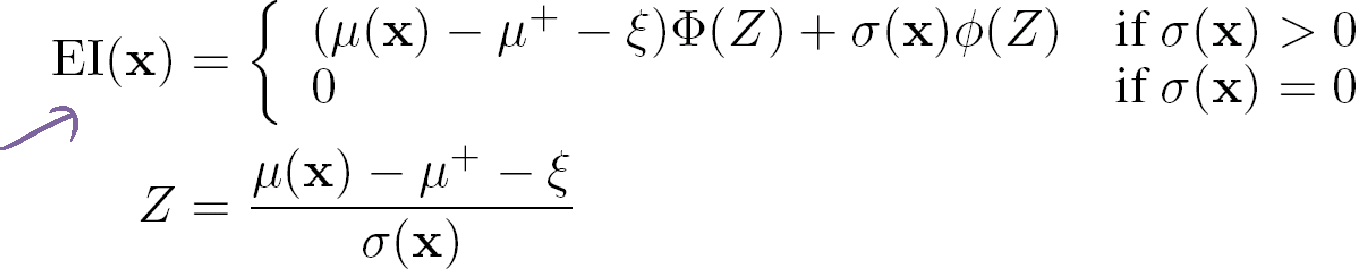 EI(x) = { (μ(x) − μ⁺ − ξ)Φ(Z) + σ(x)ϕ(Z) if σ(x) > 0
0 if σ(x) = 0
Z = (μ(x) − μ⁺ − ξ) / σ(x)